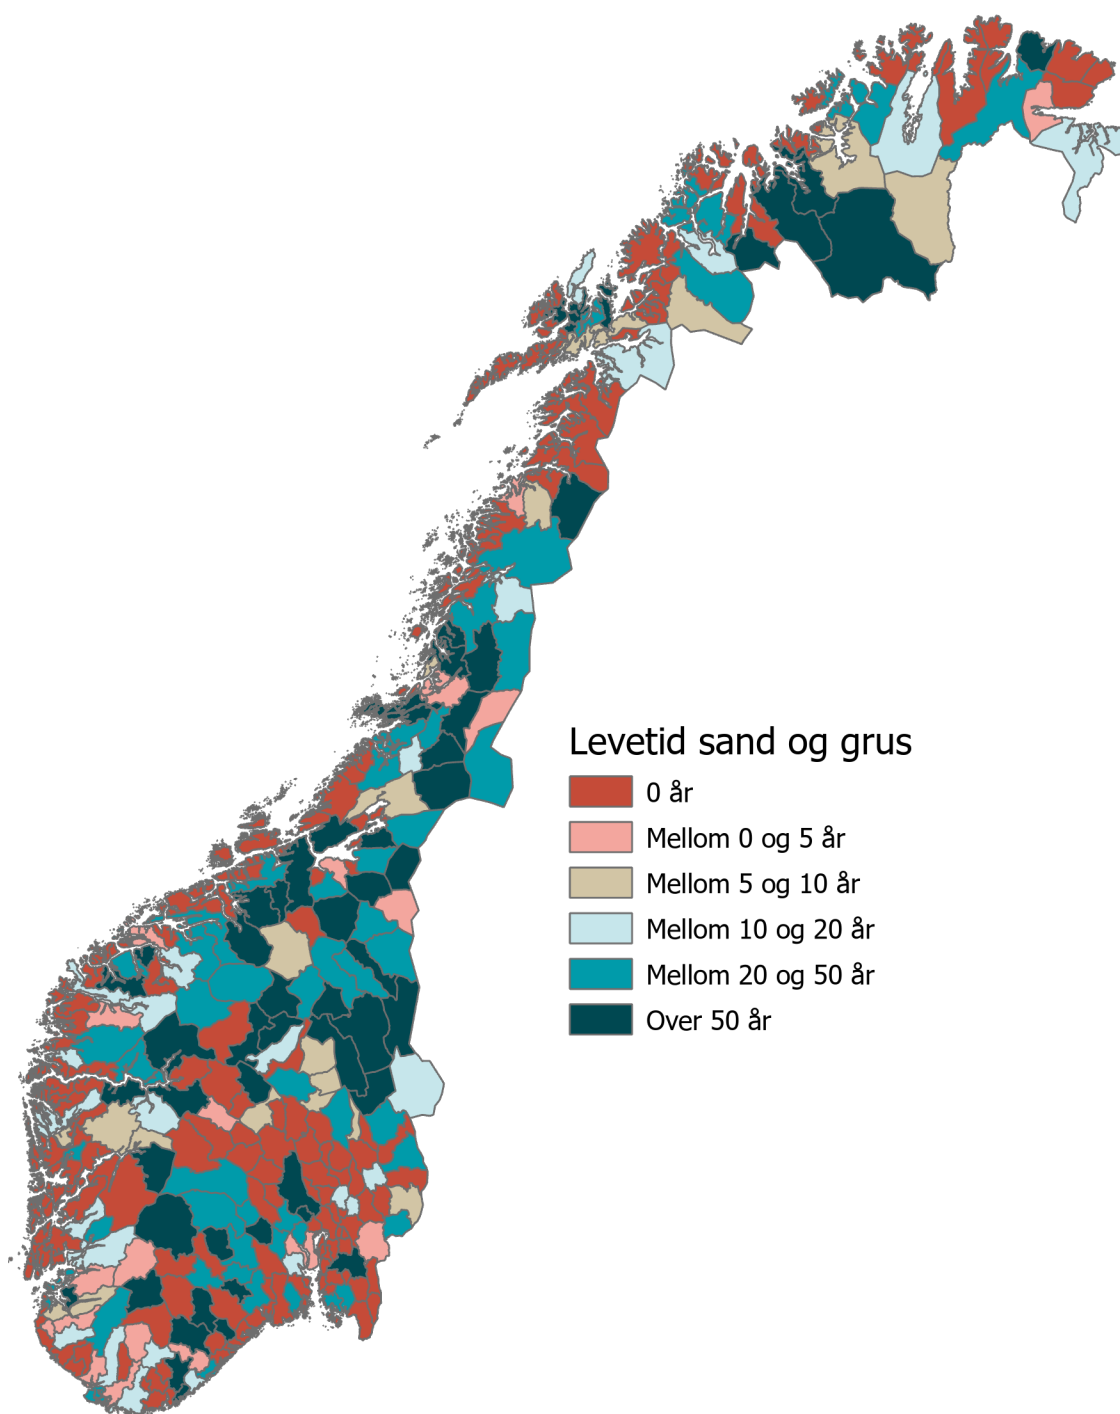 Levetid sand og grus
0 år
Mellom 0 og 5 år
Mellom 5 og 10 år
Mellom 10 og 20 år
Mellom 20 og 50 år
Over 50 år